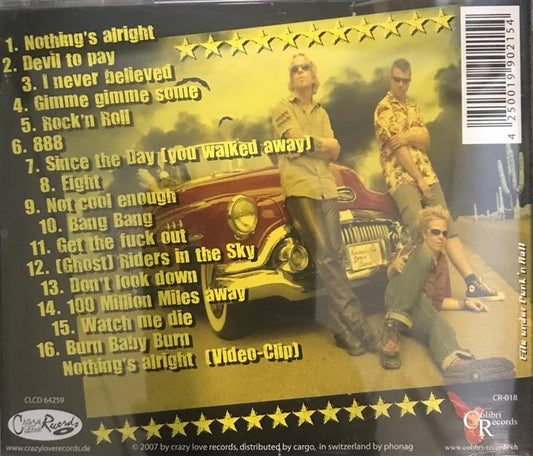 1. Nothing's alright
2. Devil to pay
3. I never believed
4. Gimme gimme some
5. Rock'n Roll
6. 888
7. Since the Day (you walked away)
8. Fight
9. Not cool enough
10. Bang Bang
11. Get the fuck out
12. (Ghost) Riders in the Sky
13. Don't look down
14. 100 Million Miles away
15. Watch me die
16. Burn Baby Burn
Nothing's alright (Video-Clip)
4 250019 902154
File under Punk'n Roll
CLCD 64259
CR-018
Crazy Love Records
Colibri Records
www.crazyloverecords.de
© 2007 by crazy love records, distributed by cargo, in switzerland by phonag
www.colibri-records.ch